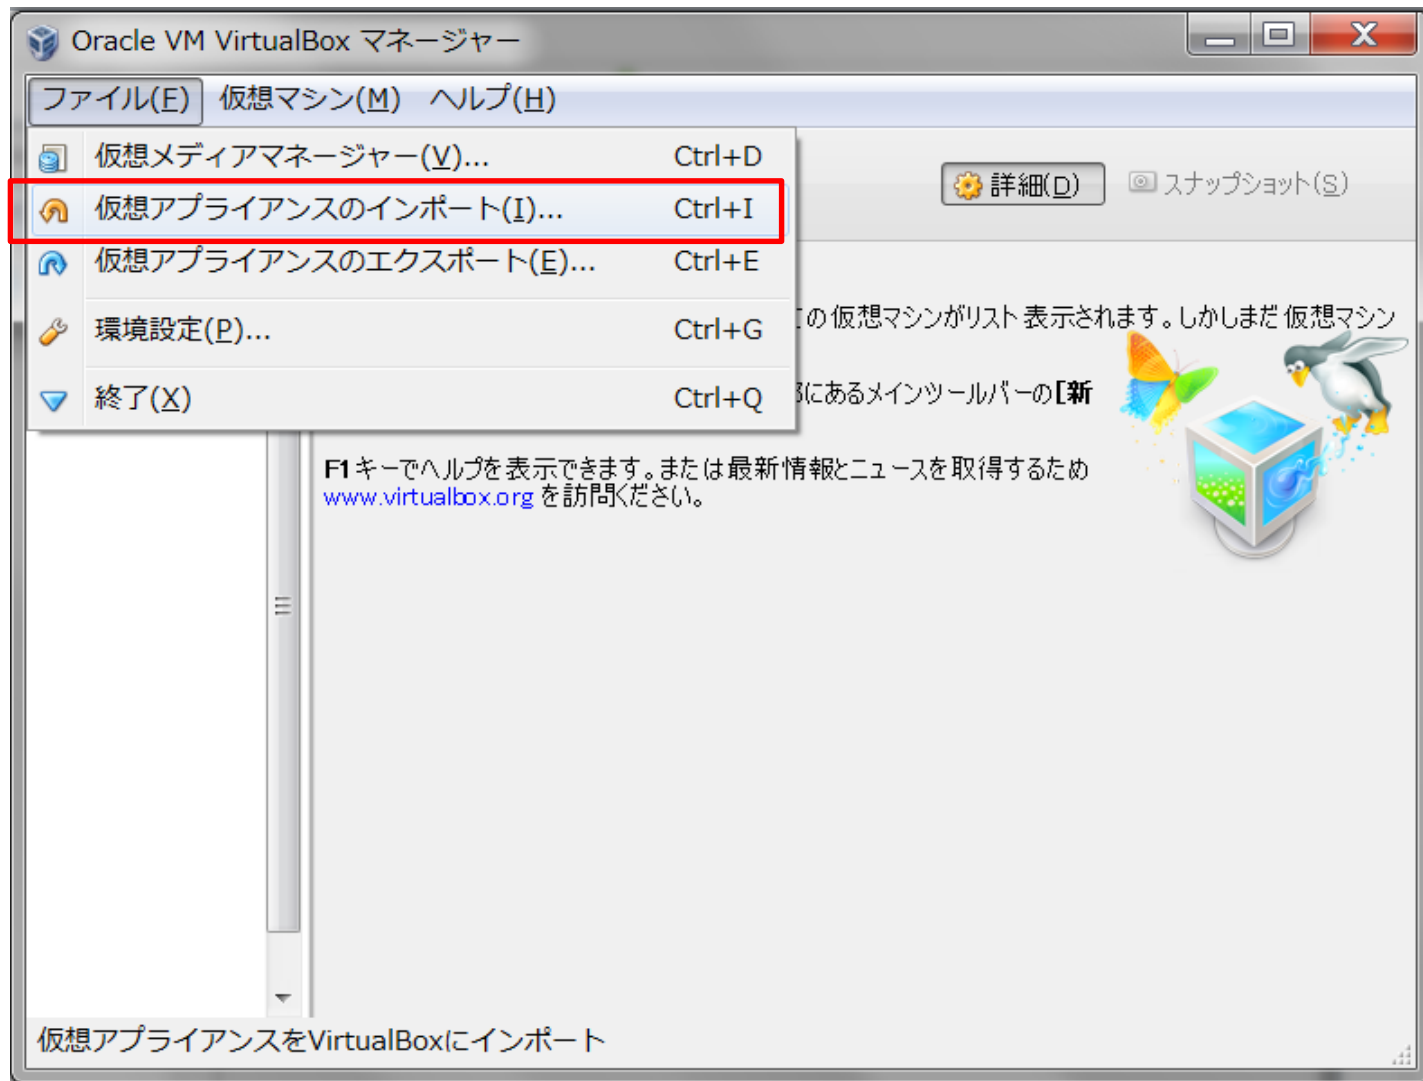 Oracle VM VirtualBox マネージャー
ファイル(F) 仮想マシン(M) ヘルプ(H)
仮想メディアマネージャー(V)... Ctrl+D
仮想アプライアンスのインポート(I)... Ctrl+I
仮想アプライアンスのエクスポート(E)... Ctrl+E
環境設定(P)... Ctrl+G
終了(X) Ctrl+Q
詳細(D) スナップショット(S)
の仮想マシンがリスト表示されます。しかしまだ仮想マシン
にあるメインツールバーの[新
F1キーでヘルプを表示できます。または最新情報とニュースを取得するため
www.virtualbox.org を訪問ください。
仮想アプライアンスをVirtualBoxにインポート